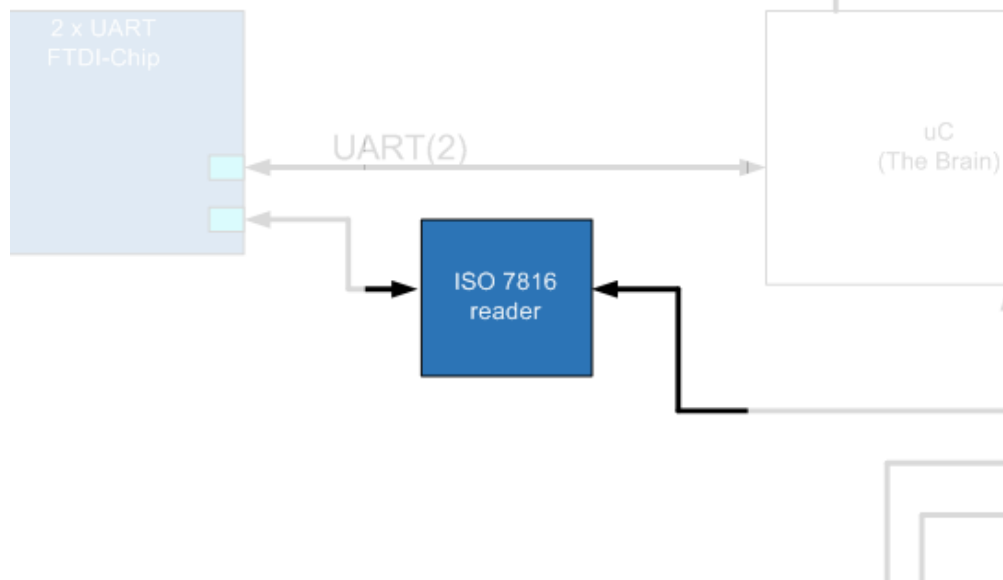 2 x UART
FTDI-Chip
UART(2)
uC
(The Brain)
ISO 7816
reader